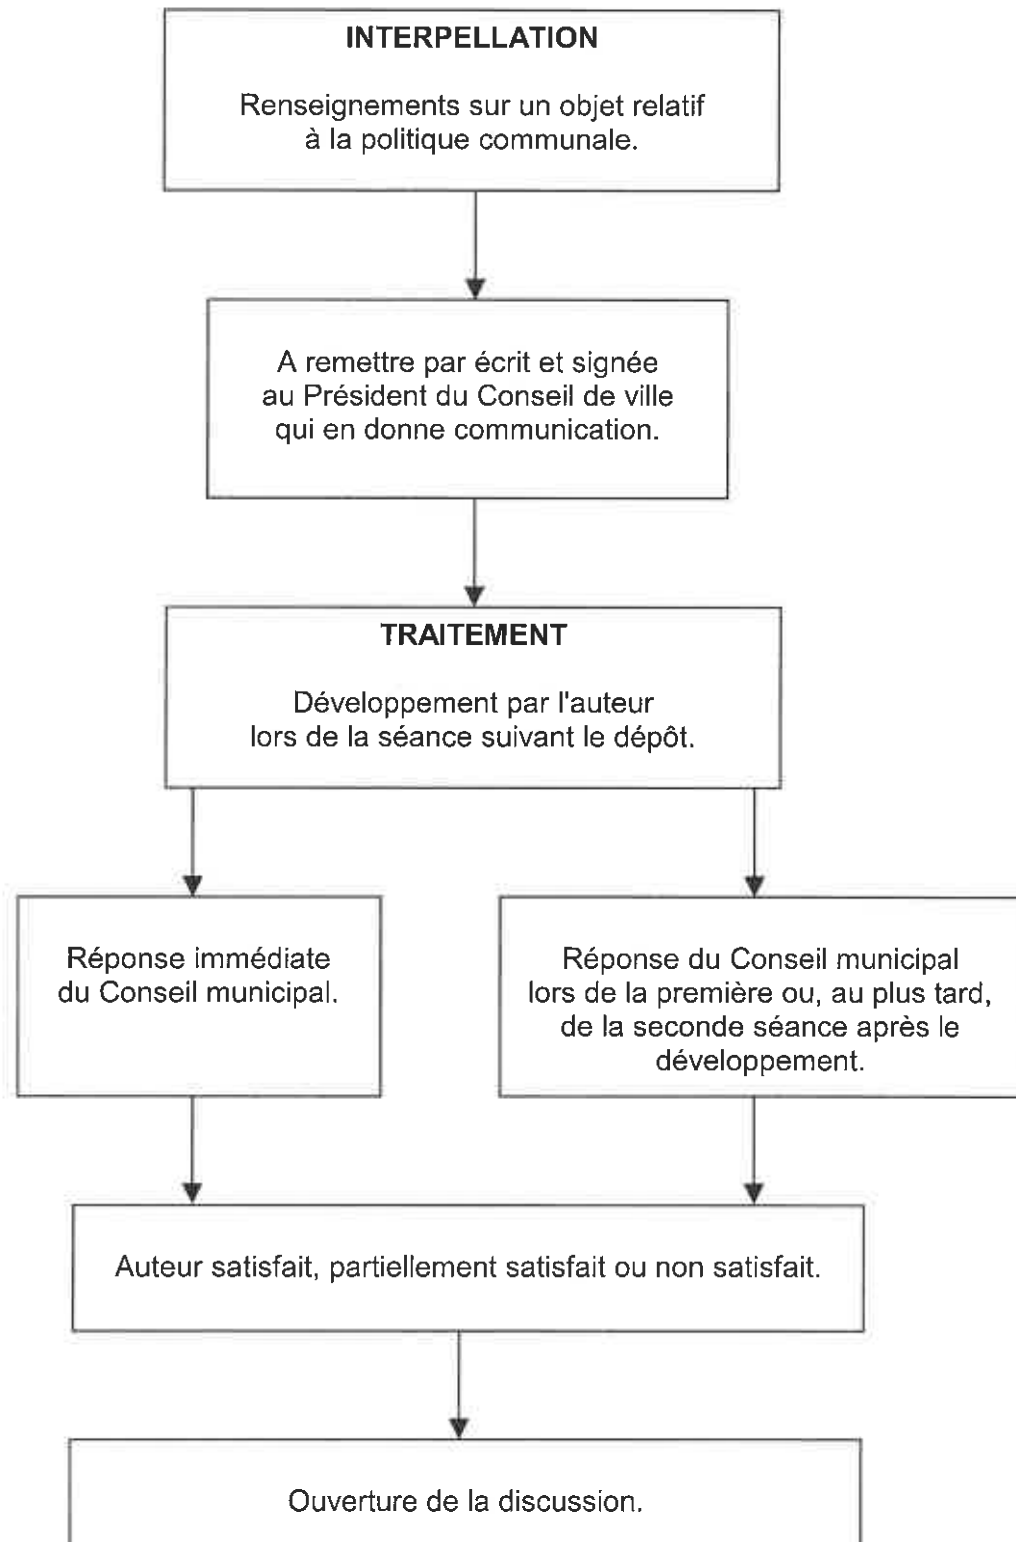 INTERPELLATION
Renseignements sur un objet relatif
à la politique communale.
A remettre par écrit et signée
au Président du Conseil de ville
qui en donne communication.
TRAITEMENT
Développement par l'auteur
lors de la séance suivant le dépôt.
Réponse immédiate
du Conseil municipal.
Réponse du Conseil municipal
lors de la première ou, au plus tard,
de la seconde séance après le
développement.
Auteur satisfait, partiellement satisfait ou non satisfait.
Ouverture de la discussion.